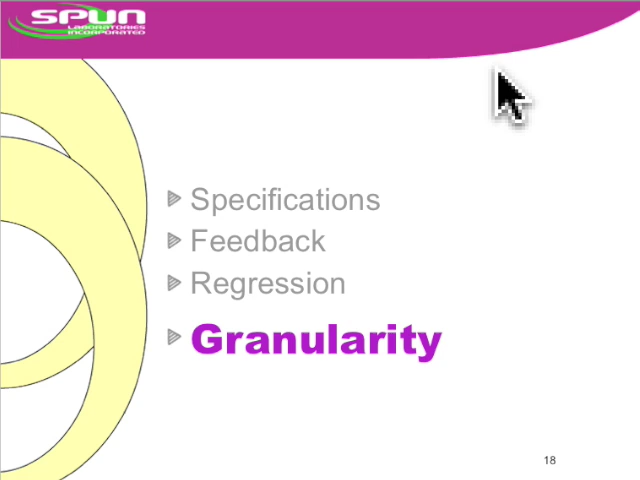 SPUN
LABORATORIES
INCORPORATED
Specifications
Feedback
Regression
Granularity
18